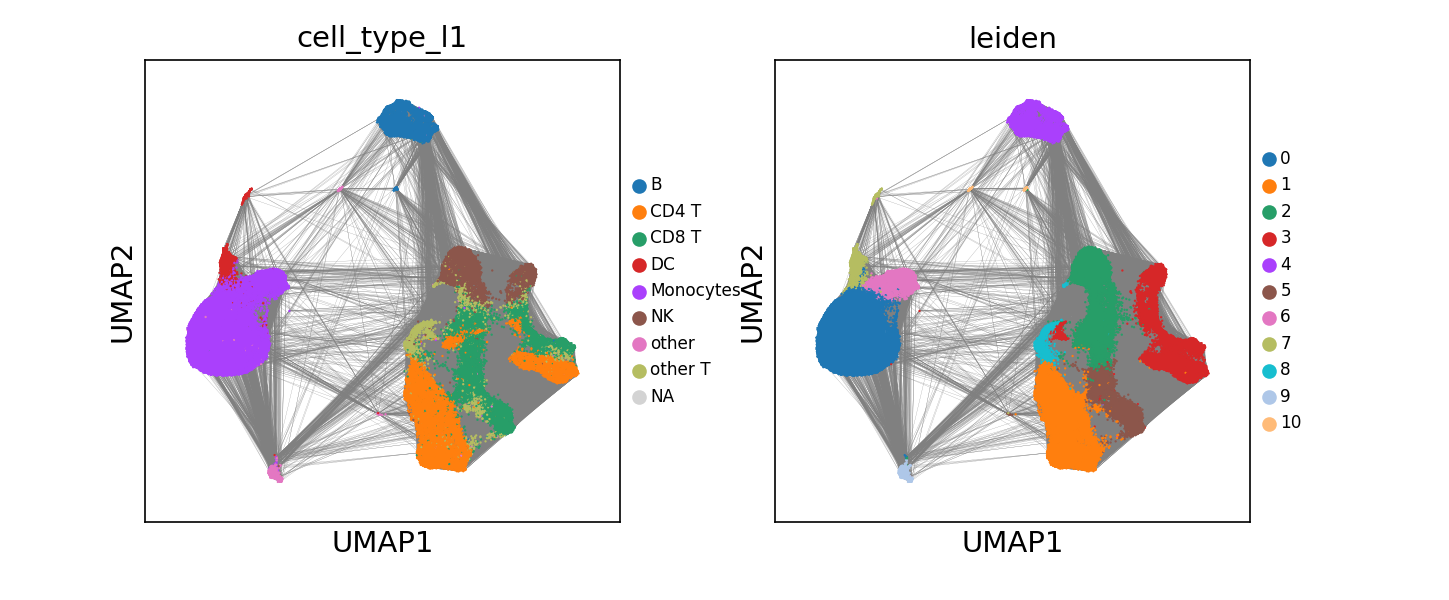 cell_type_l1
UMAP2
UMAP1
B
CD4 T
CD8 T
DC
Monocytes
NK
other
other T
NA
leiden
UMAP2
UMAP1
0
1
2
3
4
5
6
7
8
9
10